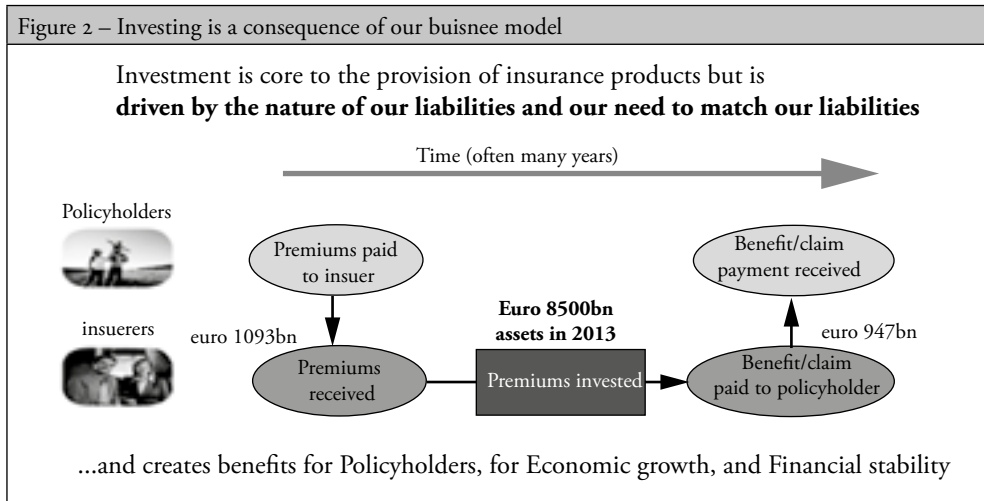 Figure 2 – Investing is a consequence of our buisnee model
Investment is core to the provision of insurance products but is
driven by the nature of our liabilities and our need to match our liabilities
Time (often many years)
Policyholders
Premiums paid
to insuer
Benefit/claim
payment received
Euro 8500bn
assets in 2013
insuerers
euro 1093bn
euro 947bn
Premiums
received
Premiums invested
Benefit/claim
paid to policyholder
...and creates benefits for Policyholders, for Economic growth, and Financial stability